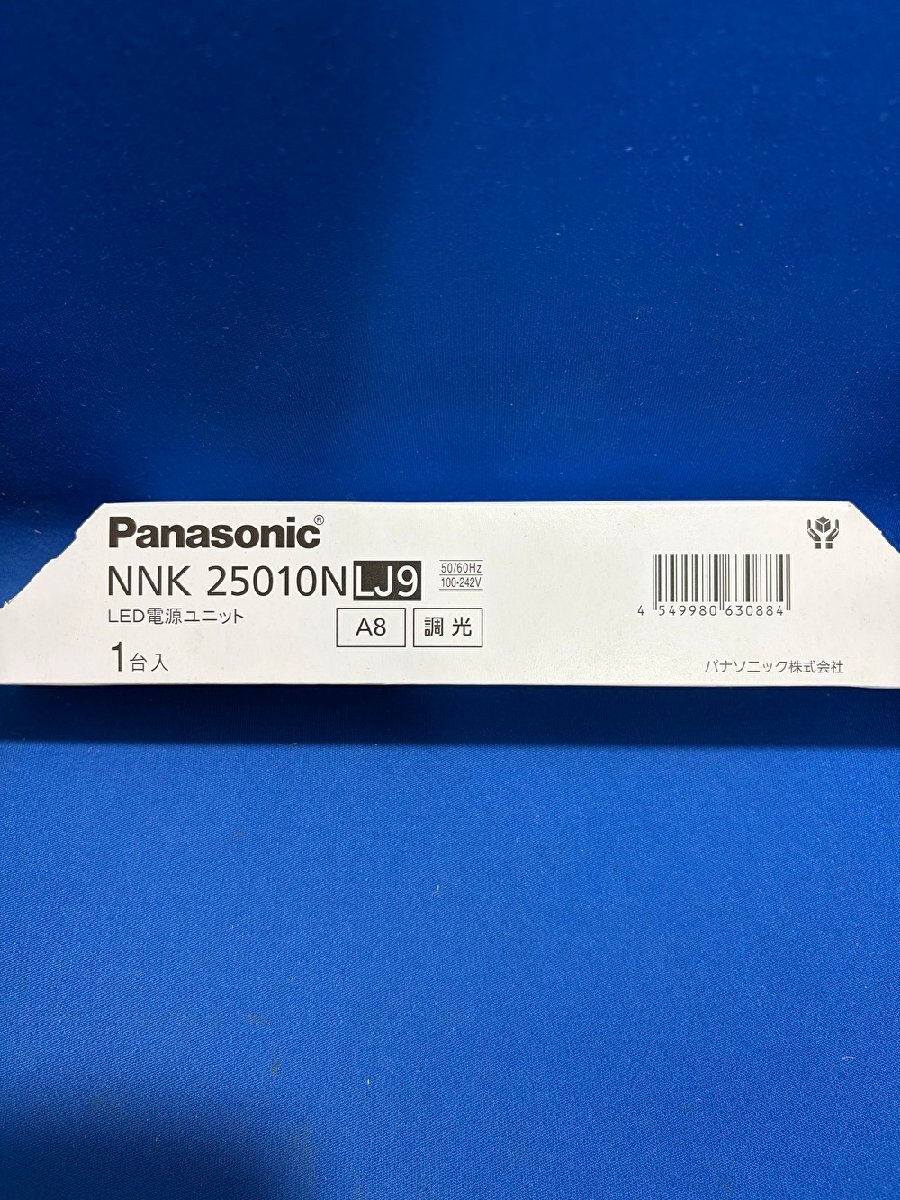 Panasonic®
NNK 25010N LJ9
50/60Hz
100-242V
LED電源ユニット
A8
調光
1台入
4 549980 630884
パナソニック株式会社